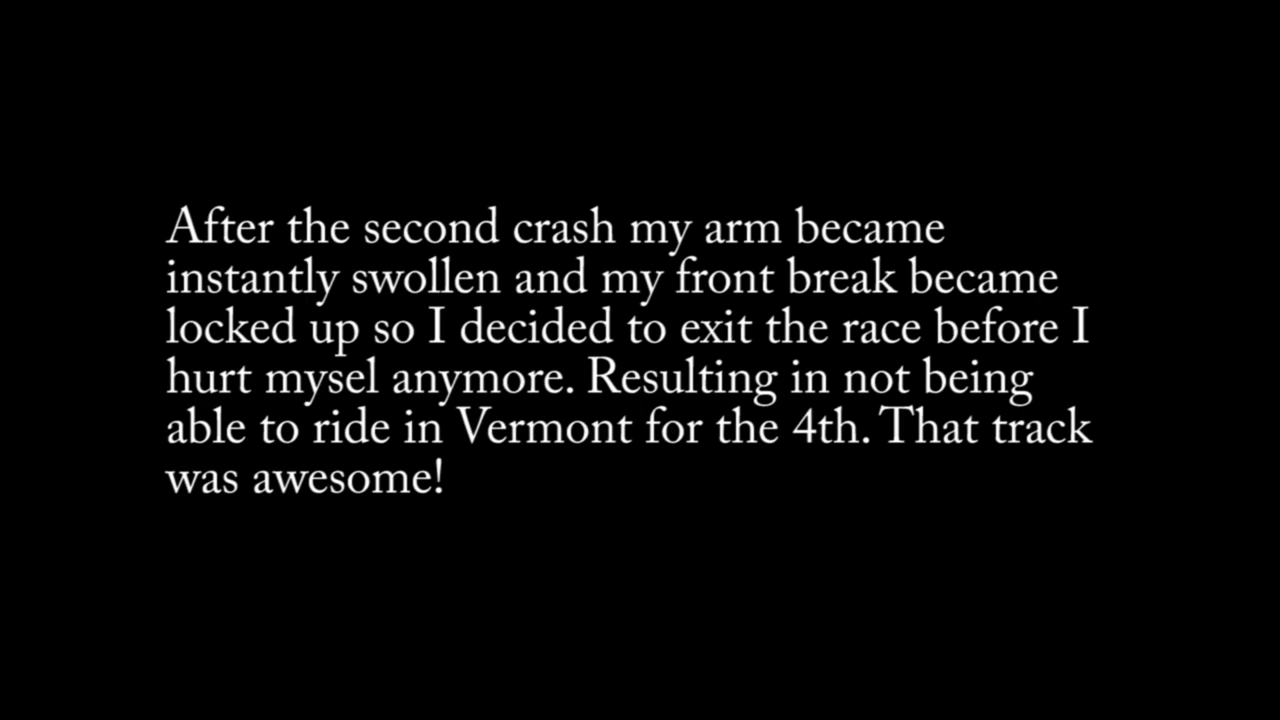 After the second crash my arm became
instantly swollen and my front break became
locked up so I decided to exit the race before I
hurt mysel anymore. Resulting in not being
able to ride in Vermont for the 4th. That track
was awesome!